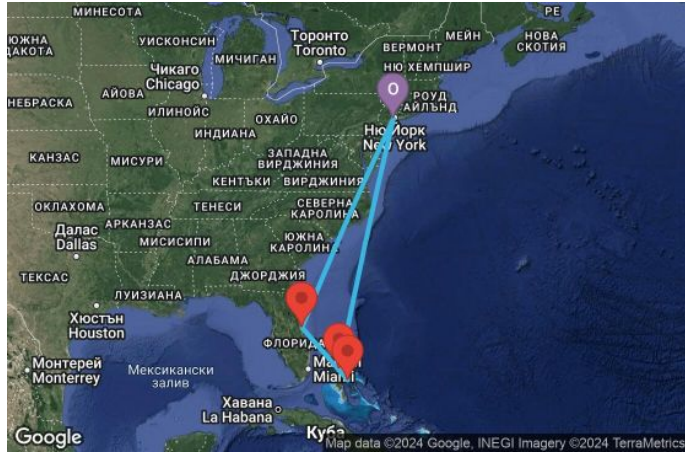 МИНЕСОТА
РЕ
ЮЖНА
ДАКОТА
УИСКОНСИН
Торонто
Toronto
МЕЙН
НОВА
СКОТИЯ
ВЕРМОНТ
МИЧИГАН
Чикаго
Chicago
НЮ ХЕМПШИР
НЕБРАСКА
АЙОВА
O
РОУД
АЙЛЪНД
ИЛИНОЙС
ОХАЙО
ИНДИАНА
Ню Йорк
New York
КАНЗАС
МИСУРИ
ЗАПАДНА
ВИРДЖИНИЯ
КЕНТЪКИ
ВИРДЖИНИЯ
ОКЛАХОМА
ТЕНЕСИ
СЕВЕРНА
КАРОЛИНА
АРКАНЗАС
Далас
Dallas
МИСИСИПИ
ЮЖНА
КАРОЛИНА
АЛАБАМА
ТЕКСАС
ДЖОРДЖИЯ
ЛУИЗИАНА
Хюстън
Houston
ФЛОРИДА
Монтерей
Monterrey
Мексикански
залив
Miami
Хавана
La Habana
Куба
Google
Map data ©2024 Google, INEGI Imagery ©2024 TerraMetrics